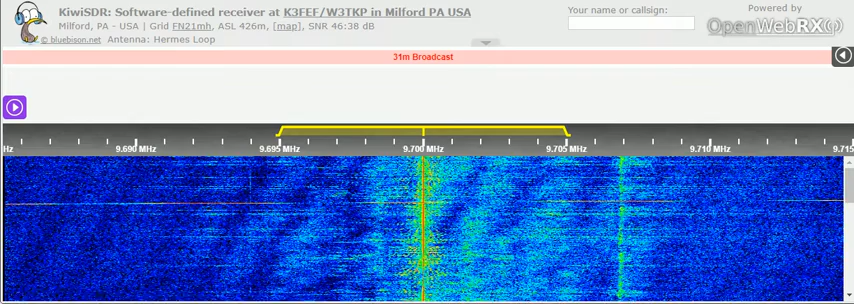 KiwiSDR: Software-defined receiver at K3FEF/W3TKP in Milford PA USA
Milford, PA - USA | Grid FN21mh, ASL 426m, [map], SNR 46:38 dB
© bluebison.net Antenna: Hermes Loop
Your name or callsign:
Powered by
OpenWebRX
31m Broadcast
Hz 9.690 MHz 9.695 MHz 9.700 MHz 9.705 MHz 9.710 MHz 9.715